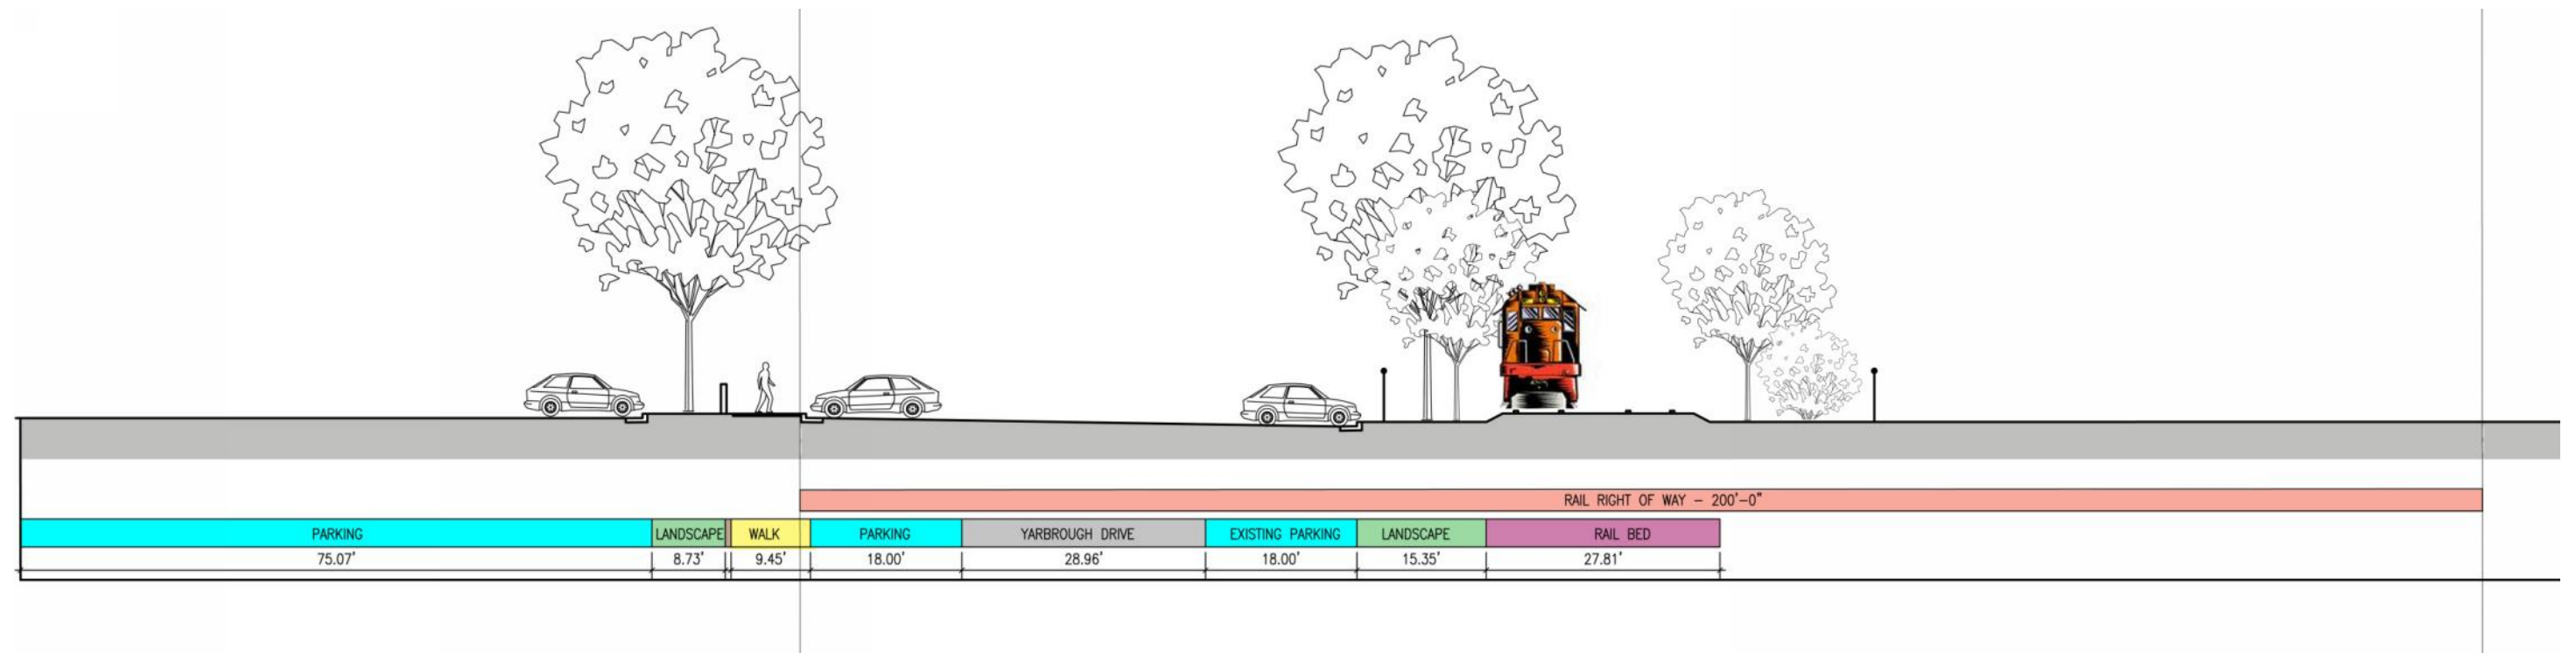 RAIL RIGHT OF WAY - 200'-0"
PARKING LANDSCAPE WALK PARKING YARBROUGH DRIVE EXISTING PARKING LANDSCAPE RAIL BED
75.07' 8.73' 9.45' 18.00' 28.96' 18.00' 15.35' 27.81'